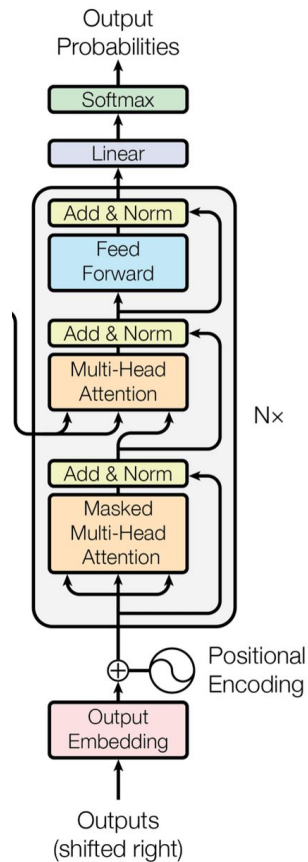 Output
Probabilities
Softmax
Linear
Add & Norm
Feed
Forward
Add & Norm
Multi-Head
Attention
N×
Add & Norm
Masked
Multi-Head
Attention
Positional
Encoding
Output
Embedding
Outputs
(shifted right)